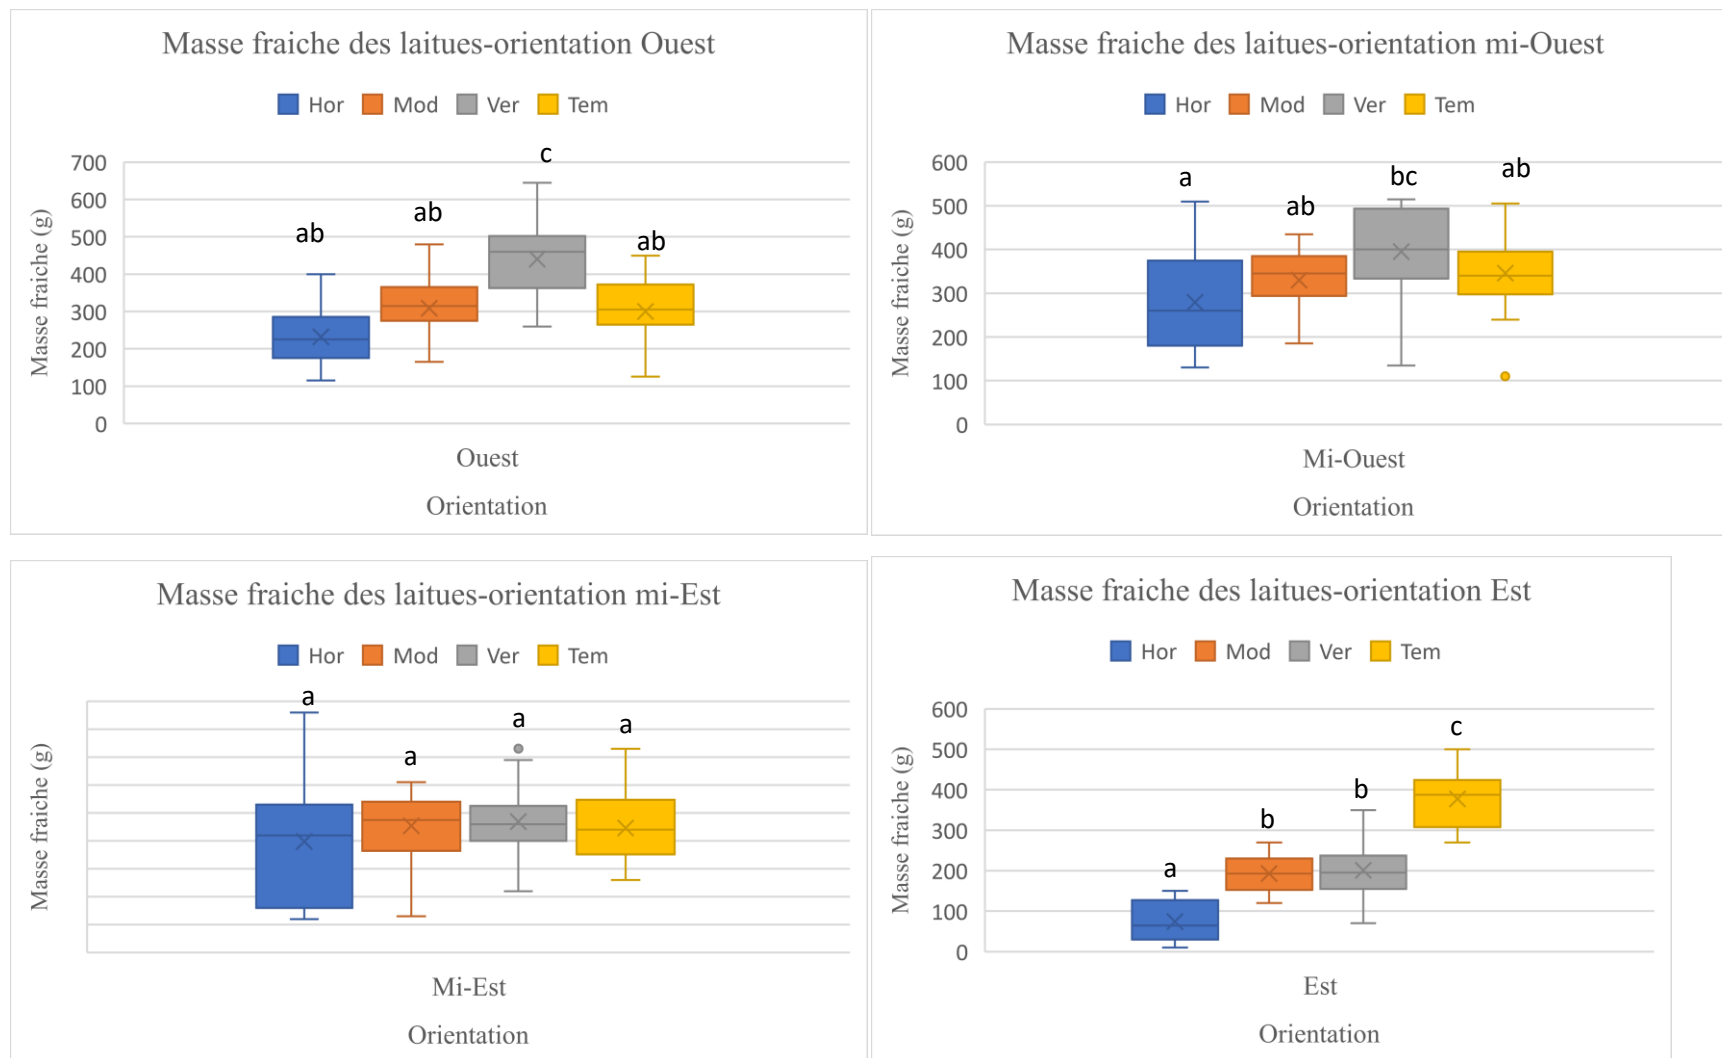 Masse fraiche des laitues-orientation Ouest
Hor Mod Ver Tem
Masse fraiche (g)
700
600
500
400
300
200
100
0
ab
ab
c
ab
Ouest
Orientation
Masse fraiche des laitues-orientation mi-Ouest
Hor Mod Ver Tem
Masse fraiche (g)
600
500
400
300
200
100
0
a
ab
bc
ab
Mi-Ouest
Orientation
Masse fraiche des laitues-orientation mi-Est
Hor Mod Ver Tem
Masse fraiche (g)
a
a
a
a
Mi-Est
Orientation
Masse fraiche des laitues-orientation Est
Hor Mod Ver Tem
Masse fraiche (g)
600
500
400
300
200
100
0
a
b
b
c
Est
Orientation